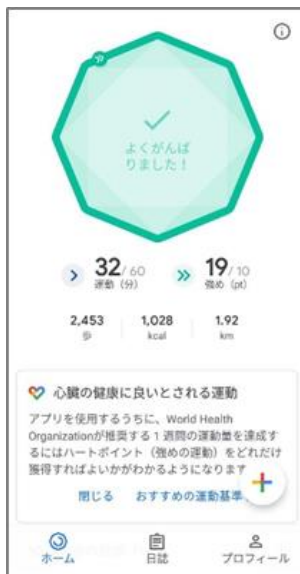 よくがんば
りました！
32/ 60
運動（分）
19/ 10
強め（pt）
2,453
歩
1,028
kcal
1.92
km
心臓の健康に良いとされる運動
アプリを使用するうちに、World Health
Organizationが推奨する 1 週間の運動量を達成す
るにはハートポイント（強めの運動）をどれだけ
獲得すればよいかがわかるようになります
閉じる
おすすめの運動基準
ホーム
日誌
プロフィール